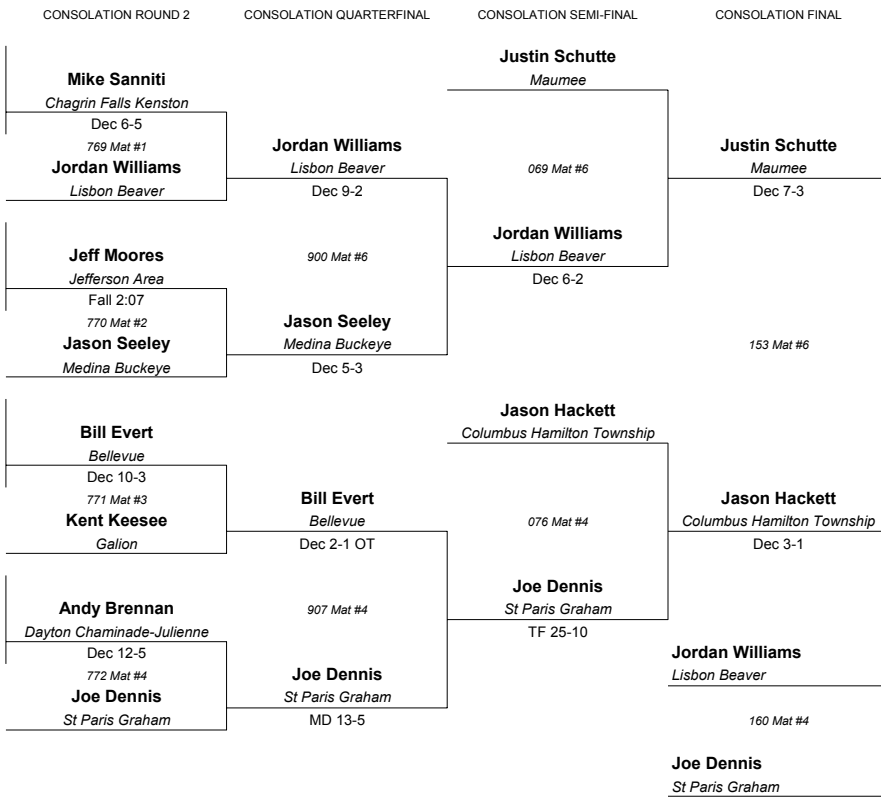 CONSOLATION ROUND 2
CONSOLATION QUARTERFINAL
CONSOLATION SEMI-FINAL
CONSOLATION FINAL
Mike Sanniti
Chagrin Falls Kenston
Dec 6-5
769 Mat #1
Jordan Williams
Lisbon Beaver
Jeff Moores
Jefferson Area
Fall 2:07
770 Mat #2
Jason Seeley
Medina Buckeye
Bill Evert
Bellevue
Dec 10-3
771 Mat #3
Kent Keesee
Galion
Andy Brennan
Dayton Chaminade-Julienne
Dec 12-5
772 Mat #4
Joe Dennis
St Paris Graham
Jordan Williams
Lisbon Beaver
Dec 9-2
900 Mat #6
Jason Seeley
Medina Buckeye
Dec 5-3
Bill Evert
Bellevue
Dec 2-1 OT
907 Mat #4
Joe Dennis
St Paris Graham
MD 13-5
Justin Schutte
Maumee
069 Mat #6
Jordan Williams
Lisbon Beaver
Dec 6-2
Jason Hackett
Columbus Hamilton Township
076 Mat #4
Joe Dennis
St Paris Graham
TF 25-10
Justin Schutte
Maumee
Dec 7-3
153 Mat #6
Jason Hackett
Columbus Hamilton Township
Dec 3-1
Jordan Williams
Lisbon Beaver
160 Mat #4
Joe Dennis
St Paris Graham